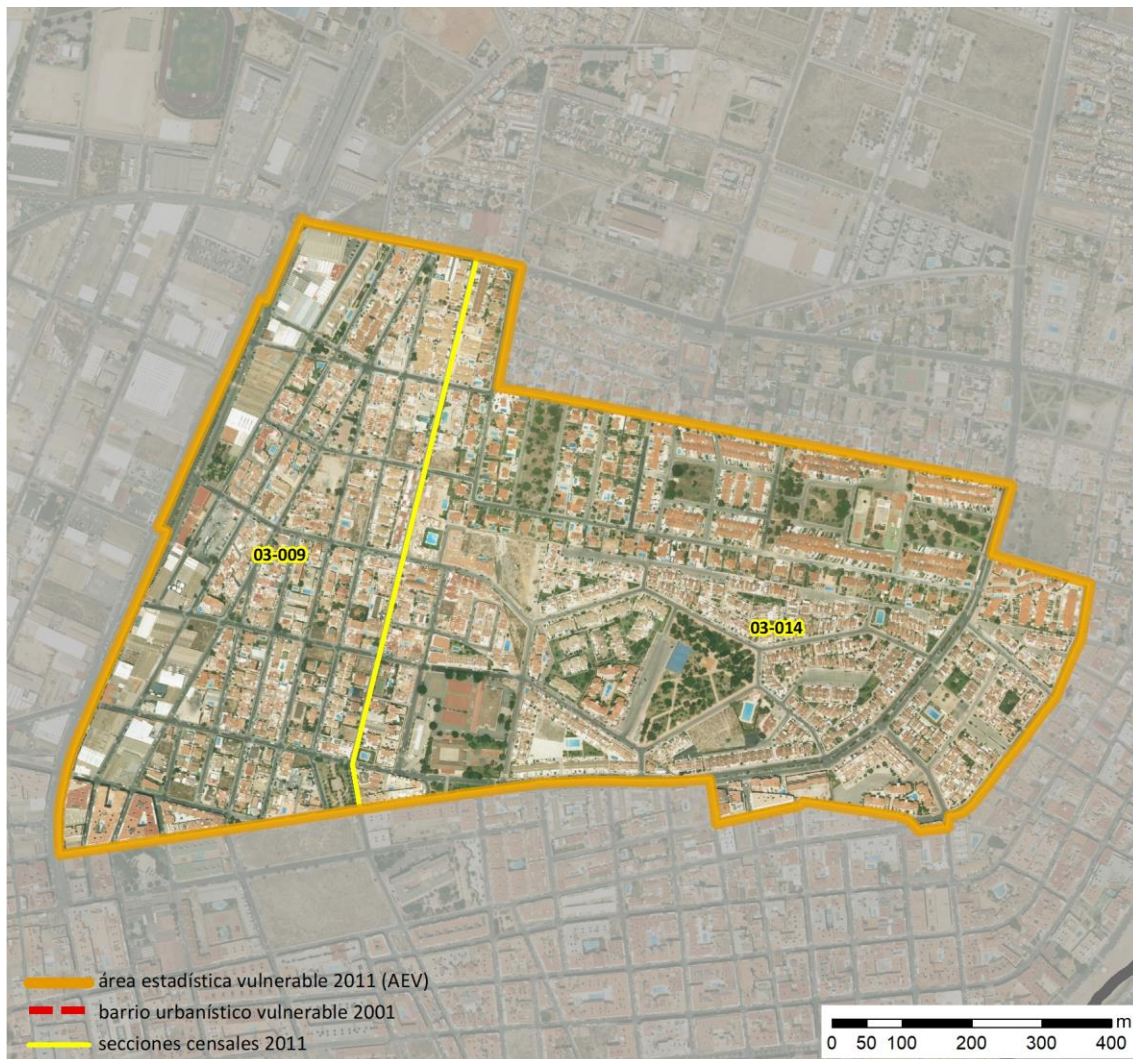 03-009
03-014
área estadística vulnerable 2011 (AEV)
barrio urbanístico vulnerable 2001
secciones censales 2011
m
0 50 100 200 300 400